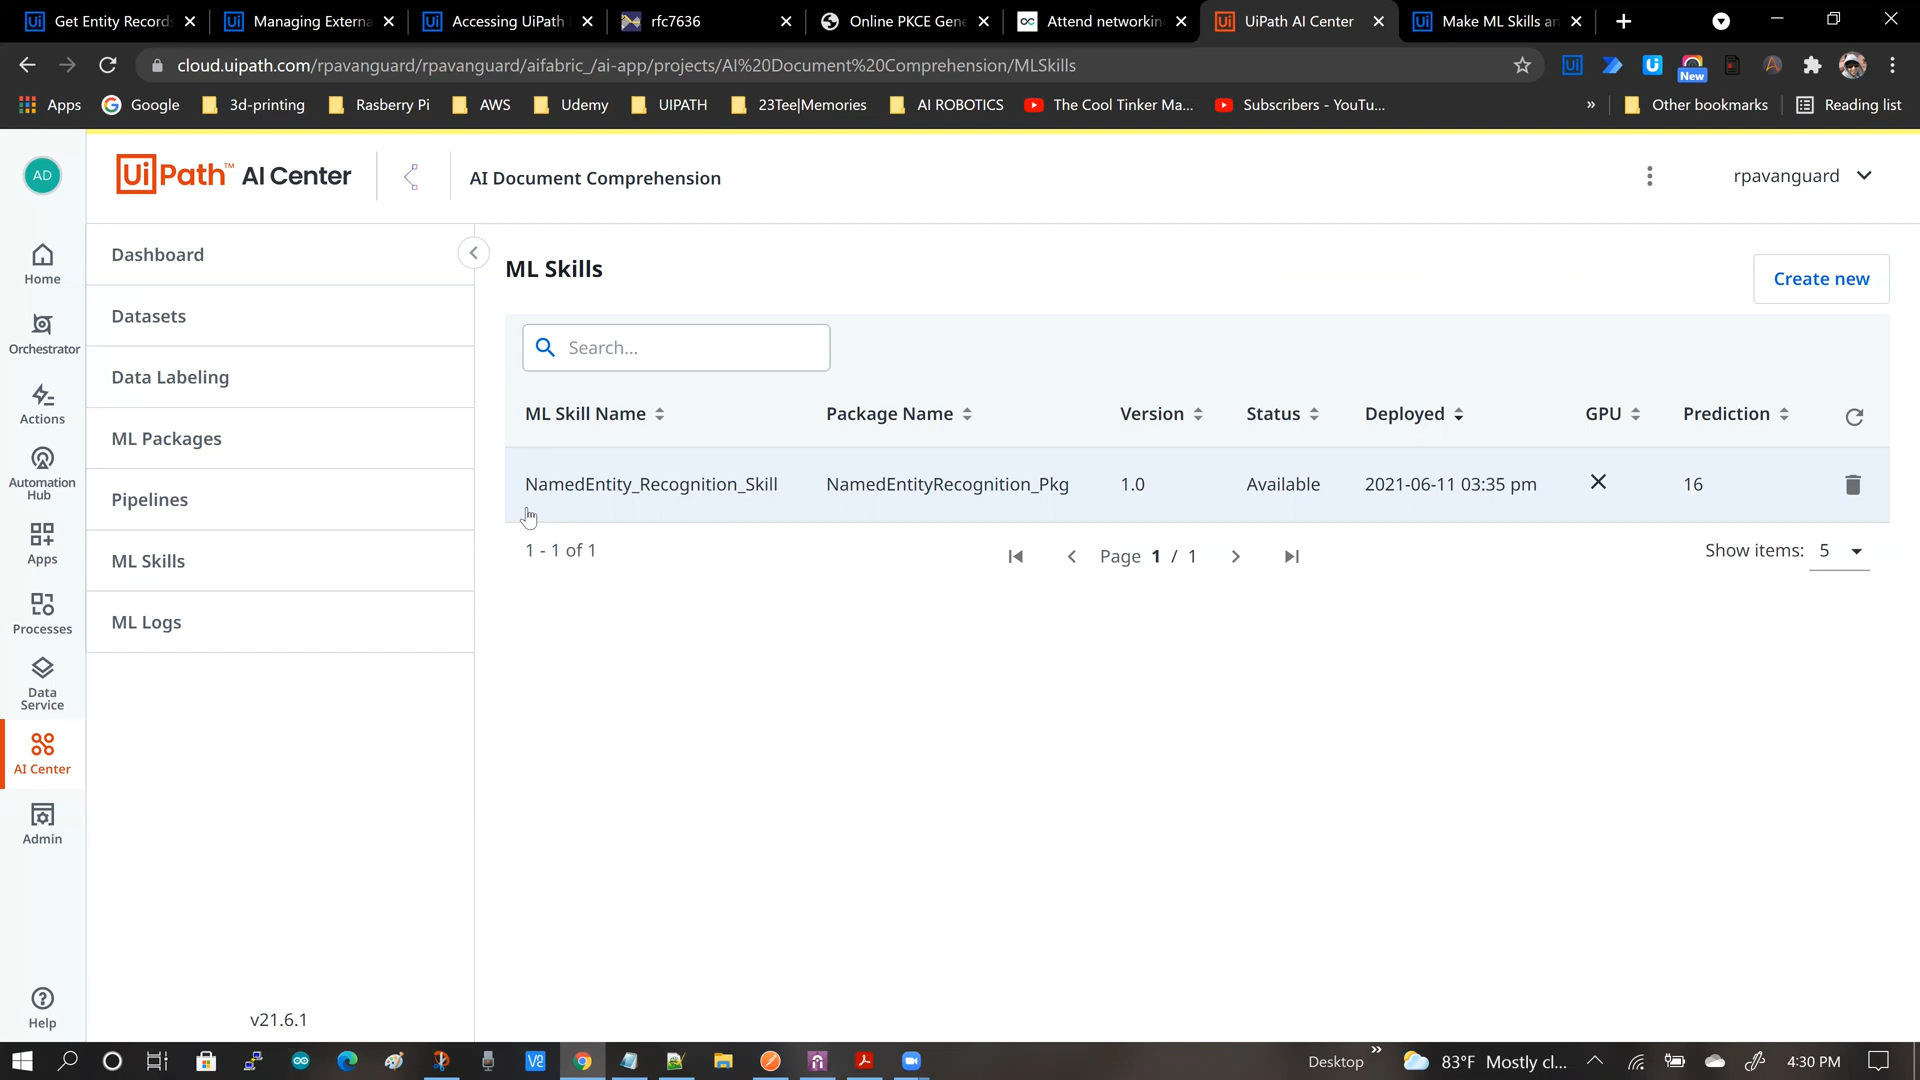 Get Entity Record
Managing Externa
Accessing UiPath
rfc7636
Online PKCE Gene
Attend networkin
UiPath AI Center
Make ML Skills an
cloud.uipath.com/rpavanguard/rpavanguard/aifabric_/ai-app/projects/AI%20Document%20Comprehension/MLSkills
New
Apps
Google
3d-printing
Rasberry Pi
AWS
Udemy
UIPATH
23Tee|Memories
AI ROBOTICS
The Cool Tinker Ma...
Subscribers - YouTu...
»
Other bookmarks
Reading list
AD
UiPath™ AI Center
AI Document Comprehension
rpavanguard
Home
Orchestrator
Actions
Automation
Hub
Apps
Processes
Data
Service
AI Center
Admin
Help
Dashboard
Datasets
Data Labeling
ML Packages
Pipelines
ML Skills
ML Logs
v21.6.1
ML Skills
Create new
Search...
ML Skill Name Package Name Version Status Deployed GPU Prediction
NamedEntity_Recognition_Skill NamedEntityRecognition_Pkg 1.0 Available 2021-06-11 03:35 pm 16
1 - 1 of 1
Page 1 / 1
Show items: 5
Desktop
»
83°F Mostly cl...
4:30 PM